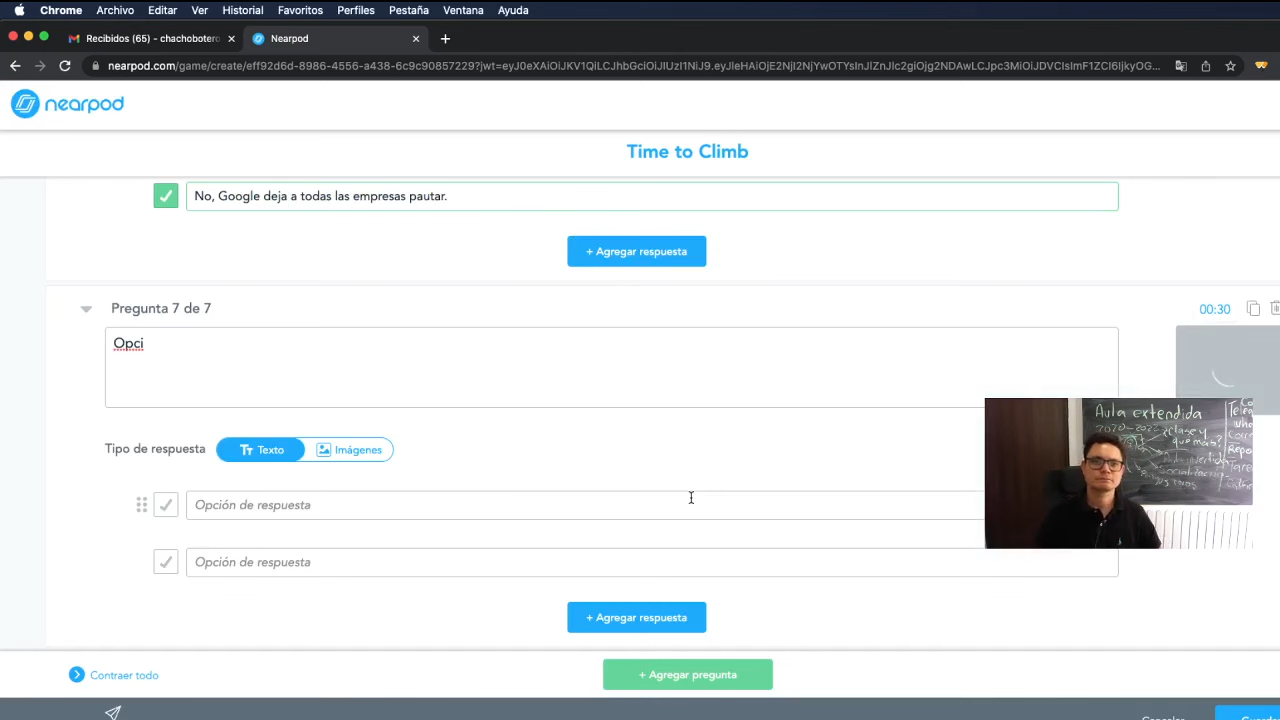 Chrome Archivo Editar Ver Historial Favoritos Perfiles Pestaña Ventana Ayuda
Recibidos (65) - chachobotero
Nearpod
nearpod.com/game/create/eff92d6d-8986-4556-a438-6c9c90857229?jwt=
nearpod
Time to Climb
No, Google deja a todas las empresas pautar.
+ Agregar respuesta
Pregunta 7 de 7
00:30
Opci
Aula extendida
2020-2022
Tipo de respuesta
Texto
Imágenes
Opción de respuesta
Opción de respuesta
+ Agregar respuesta
Contraer todo
+ Agregar pregunta